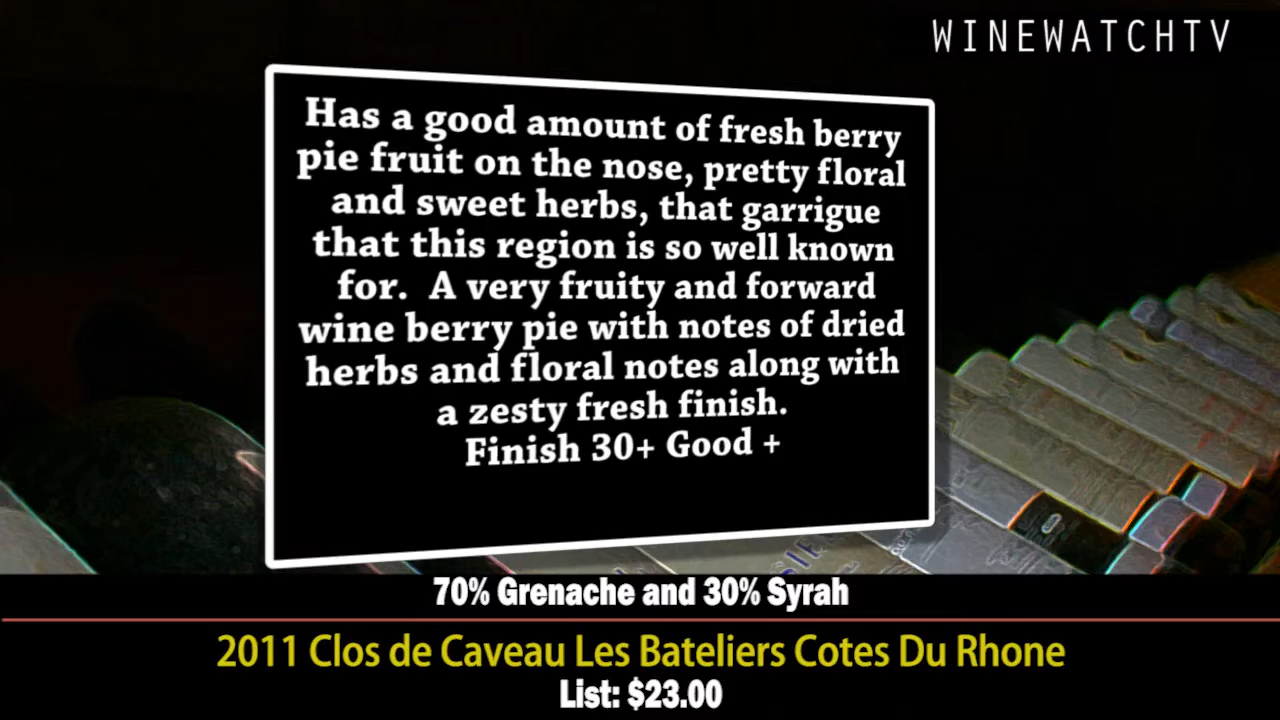 WINEWATCHTV
Has a good amount of fresh berry
pie fruit on the nose, pretty floral
and sweet herbs, that garrigue
that this region is so well known
for.  A very fruity and forward
wine berry pie with notes of dried
herbs and floral notes along with
a zesty fresh finish.
Finish 30+ Good +
70% Grenache and 30% Syrah
2011 Clos de Caveau Les Bateliers Cotes Du Rhone
List: $23.00